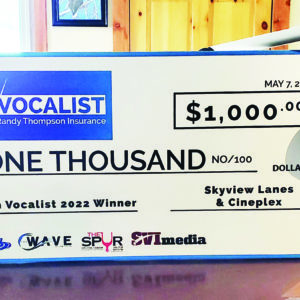 VOCALIST
Randy Thompson Insurance
MAY 7, 2
$1,000.00
ONE THOUSAND NO/100
DOLLA
Vocalist 2022 Winner
Skyview Lanes
& Cineplex
WAVE
THE SPUR
SVI media